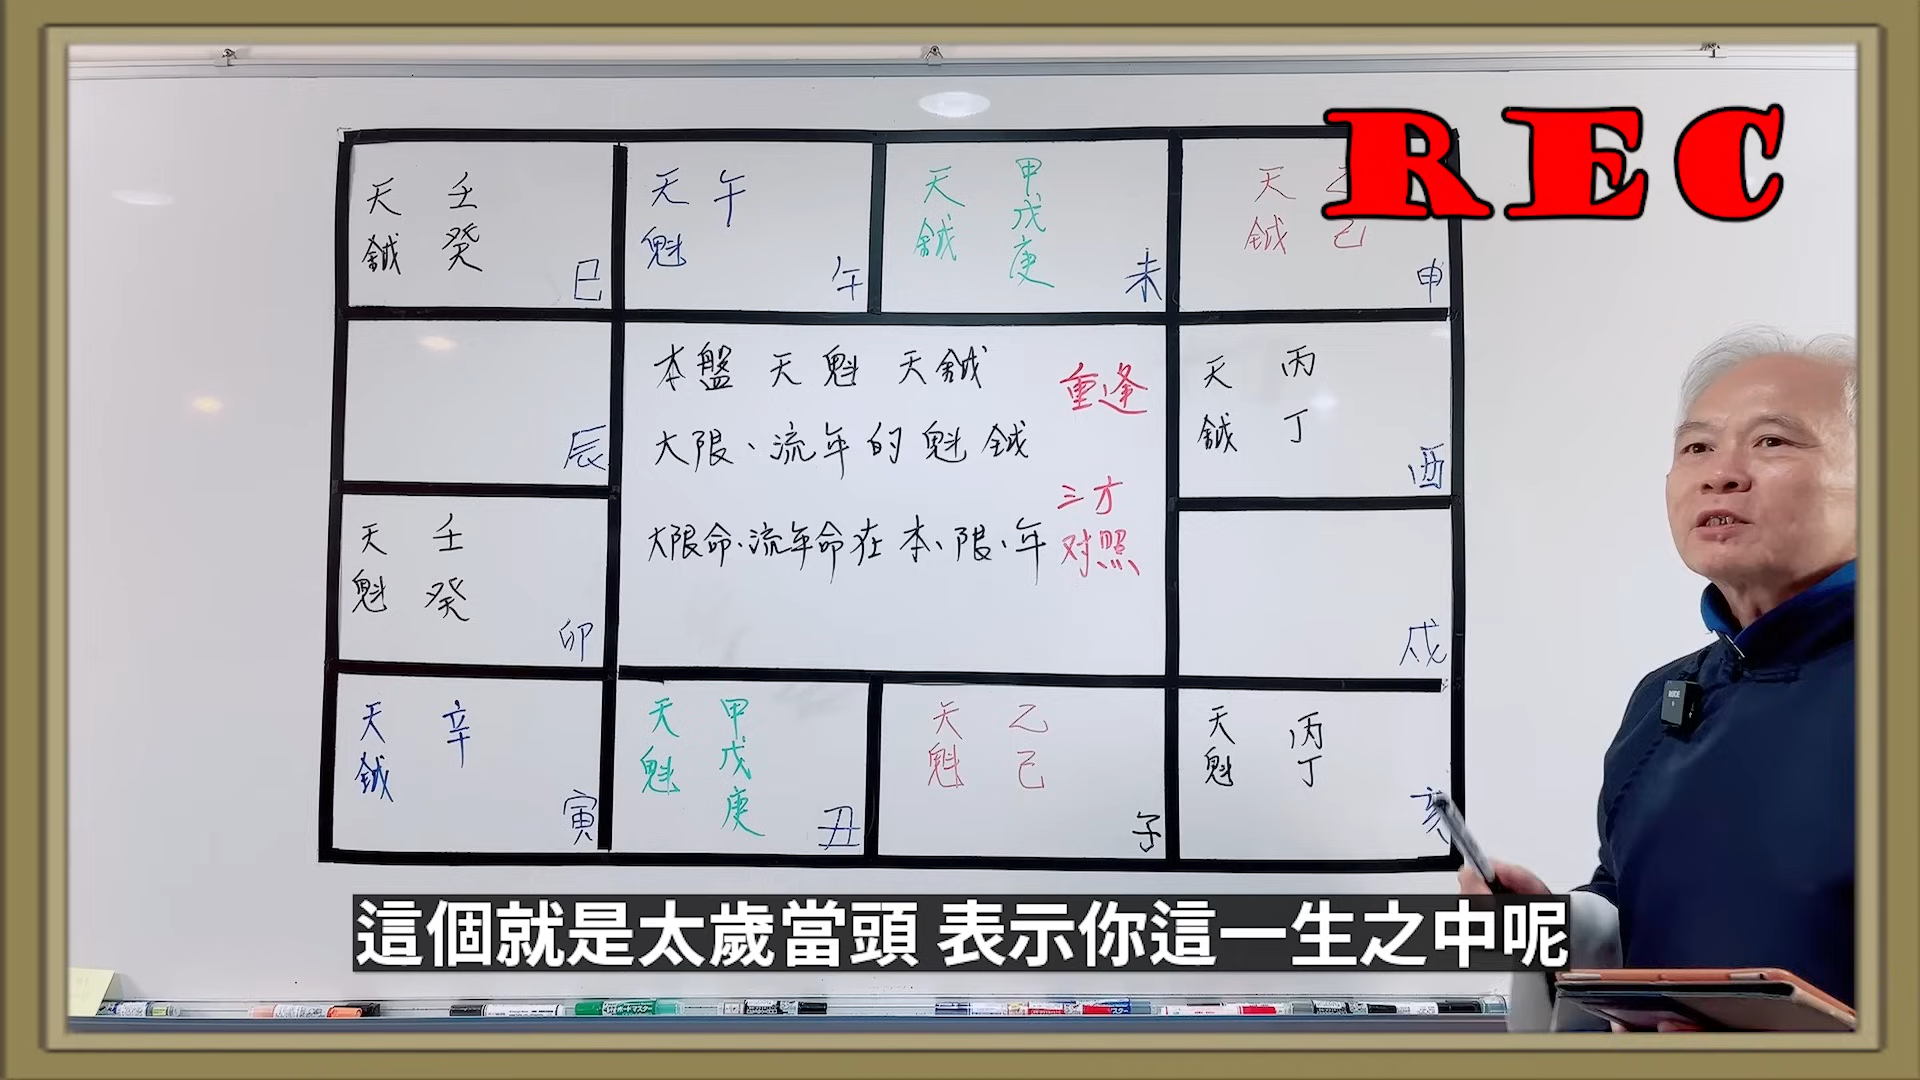 REC
天 壬
鉞 癸
巳
天 午
魁
午
天 甲
鉞 戊
庚
未
天 乙
鉞 己
申
辰
本盤 天魁 天鉞 重逢
大限、流年的魁鉞
三方
大限命、流年命在本、限、年 对照
天 丙
鉞 丁
酉
天 壬
魁 癸
卯
戌
天 辛
鉞
寅
天 甲
魁 戊
庚
丑
天 乙
魁 己
子
天 丙
魁 丁
亥
這個就是太歲當頭 表示你這一生之中呢